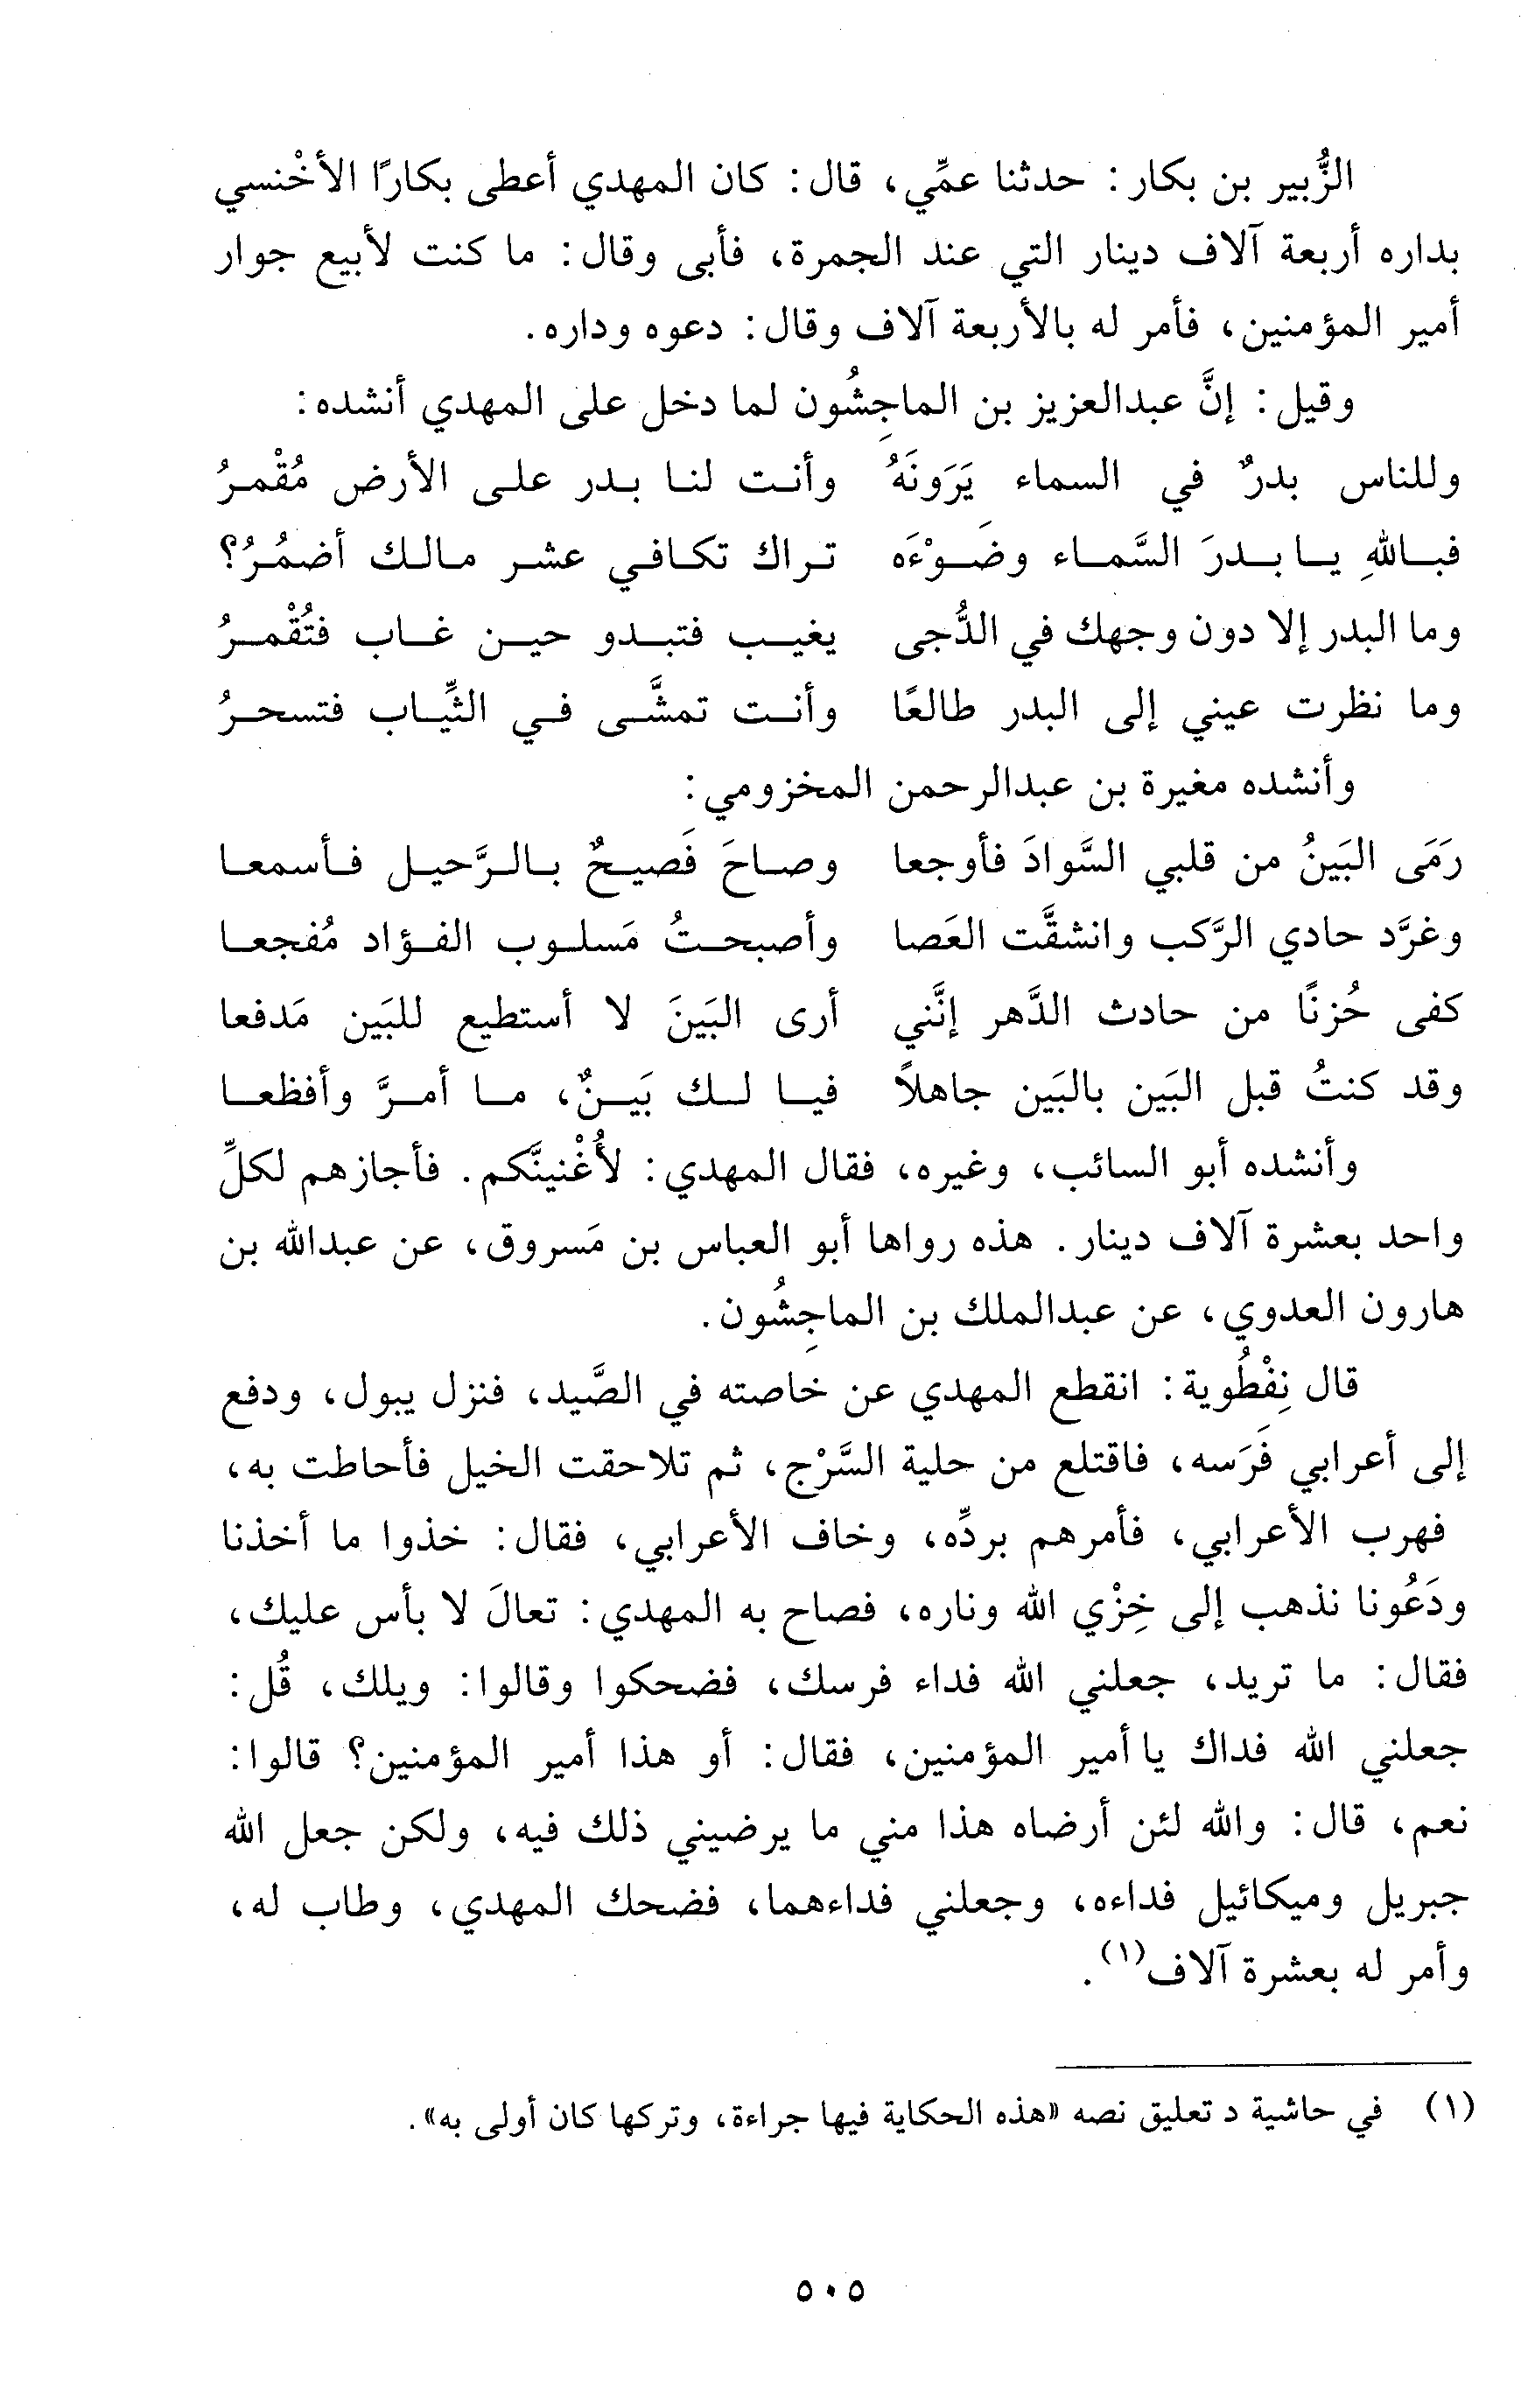 الزُّبير بن بكار: حدثنا عمِّي، قال: كان المهدي أعطى بكارًا الأخْنسي
بداره أربعة آلاف دينار التي عند الجمرة، فأبى وقال: ما كنت لأبيع جوار
أمير المؤمنين، فأمر له بالأربعة آلاف وقال: دعوه وداره.
وقيل: إنَّ عبدالعزيز بن الماجِشُون لما دخل على المهدي أنشده:
وللناس بدرٌ في السماء يَرَونَهُ وأنت لنا بدر على الأرض مُقْمرُ
فبالله يا بدرَ السَّماء وضَوْءَه تراك تكافي عشر مالك أضمُرُ؟
وما البدر إلا دون وجهك في الدُّجى يغيب فتبدو حين غاب فتُقْمرُ
وما نظرت عيني إلى البدر طالعًا وأنت تمشَّى في الثِّياب فتسحرُ
وأنشده مغيرة بن عبدالرحمن المخزومي:
رَمَى البَينُ من قلبي السَّوادَ فأوجعا وصاحَ فَصيحٌ بالرَّحيل فأسمعا
وغرَّد حادي الرَّكب وانشقَّت العَصا وأصبحتُ مَسلوب الفؤاد مُفجعا
كفى حُزنًا من حادث الدَّهر إنَّني أرى البَينَ لا أستطيع للبَين مَدفعا
وقد كنتُ قبل البَين بالبَين جاهلاً فيا لك بَينٌ، ما أمرَّ وأفظعا
وأنشده أبو السائب، وغيره، فقال المهدي: لأُغْنينَّكم. فأجازهم لكلِّ
واحد بعشرة آلاف دينار. هذه رواها أبو العباس بن مَسروق، عن عبدالله بن
هارون العدوي، عن عبدالملك بن الماجِشُون.
قال نِفْطُوية: انقطع المهدي عن خاصته في الصَّيد، فنزل يبول، ودفع
إلى أعرابي فَرَسه، فاقتلع من حلية السَّرْج، ثم تلاحقت الخيل فأحاطت به،
فهرب الأعرابي، فأمرهم بردِّه، وخاف الأعرابي، فقال: خذوا ما أخذنا
ودَعُونا نذهب إلى خِزْي الله وناره، فصاح به المهدي: تعالَ لا بأس عليك،
فقال: ما تريد، جعلني الله فداء فرسك، فضحكوا وقالوا: ويلك، قُل:
جعلني الله فداك يا أمير المؤمنين، فقال: أو هذا أمير المؤمنين؟ قالوا:
نعم، قال: والله لئن أرضاه هذا مني ما يرضيني ذلك فيه، ولكن جعل الله
جبريل وميكائيل فداءه، وجعلني فداءهما، فضحك المهدي، وطاب له،
وأمر له بعشرة آلاف(١).
(١) في حاشية د تعليق نصه «هذه الحكاية فيها جراءة، وتركها كان أولى به».
٥٠٥